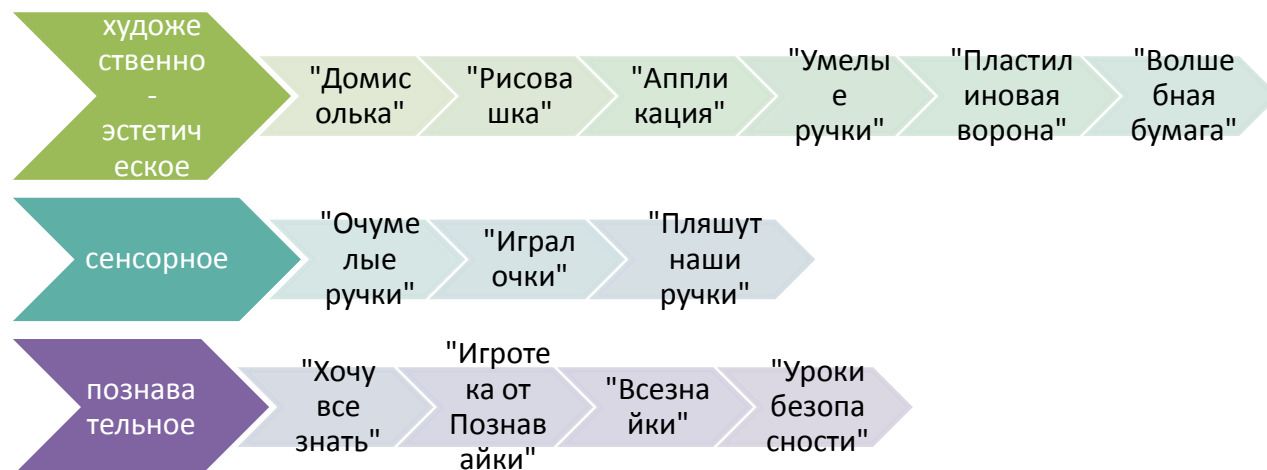 художе
ственно
-
эстетич
еское
"Домис
олька"
"Рисова
шка"
"Аппли
кация"
"Умелы
е
ручки"
"Пластил
иновая
ворона"
"Волше
бная
бумага"
сенсорное
"Очуме
лые
ручки"
"Играл
очки"
"Пляшут
наши
ручки"
познава
тельное
"Хочу
все
знать"
"Игроте
ка от
Познав
айки"
"Всезна
йки"
"Уроки
безопа
сности"